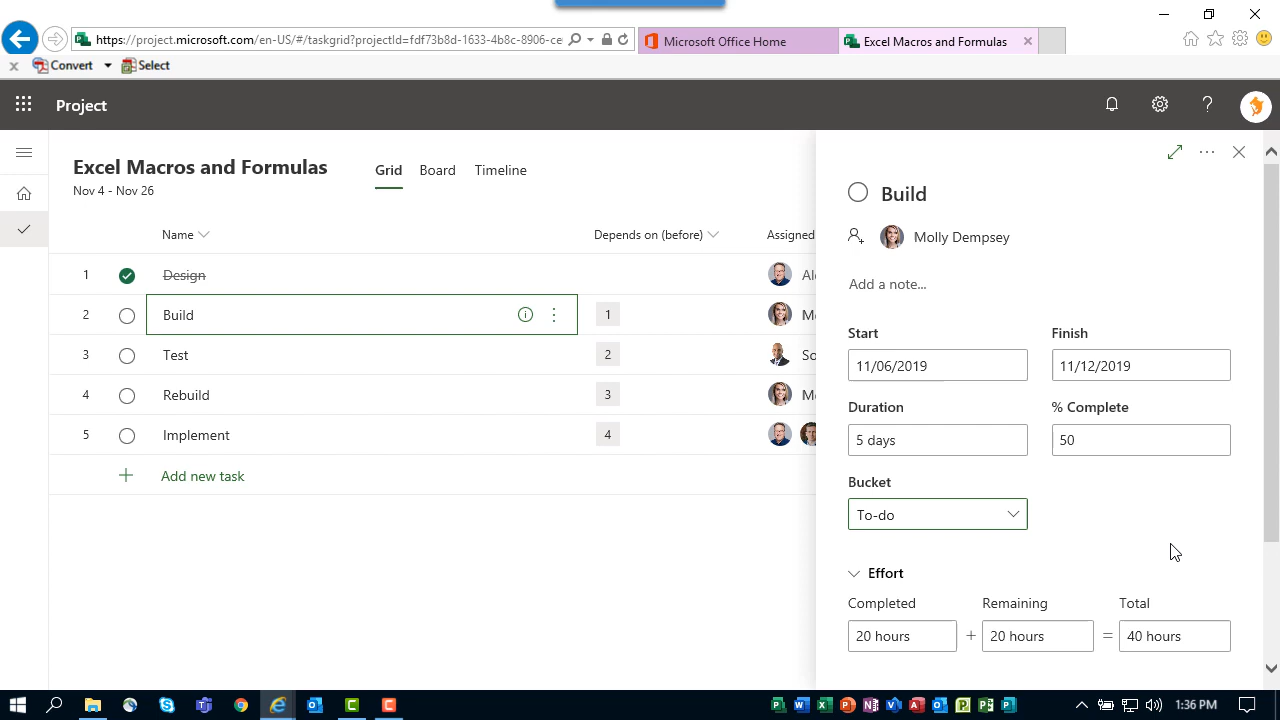 https://project.microsoft.com/en-US/#/taskgrid?projectId=fdf73b8d-1633-4b8c-8906-ce
Microsoft Office Home
Excel Macros and Formulas
Convert
Select
Project
Excel Macros and Formulas
Nov 4 - Nov 26
Grid
Board
Timeline
Name
Depends on (before)
Assigned
1
Design
Al
2
Build
1
Mo
3
Test
2
So
4
Rebuild
3
Mo
5
Implement
4
Add new task
Build
Molly Dempsey
Add a note...
Start
Finish
11/06/2019
11/12/2019
Duration
% Complete
5 days
50
Bucket
To-do
Effort
Completed
Remaining
Total
20 hours
+
20 hours
=
40 hours
1:36 PM